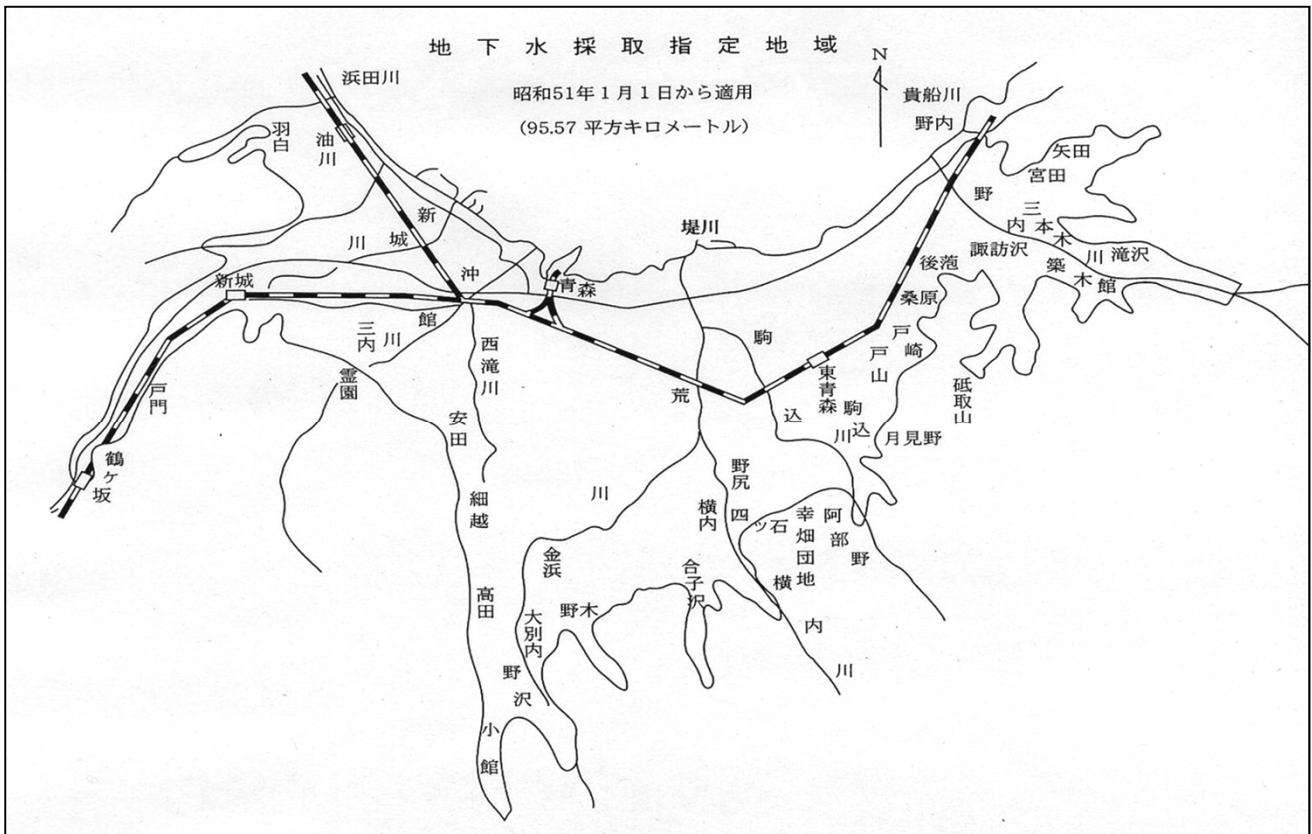 地下水採取指定地域
昭和51年1月1日から適用
(95.57 平方キロメートル)
N
浜田川
貴船川
野内
羽白
油川
矢田
宮田
野内川
三本木
新城川
堤川
諏訪沢
滝沢
築木館
後萢
沖館川
青森
新城
桑原
三内
西滝川
駒込川
戸崎
戸山
霊園
東青森
戸門
荒川
砥取山
安田
駒込
月見野
鶴ヶ坂
野尻
細越
横内
四ッ石
幸畑団地
阿部野
金浜
合子沢
横内川
高田
大別内
野木
野沢
小館